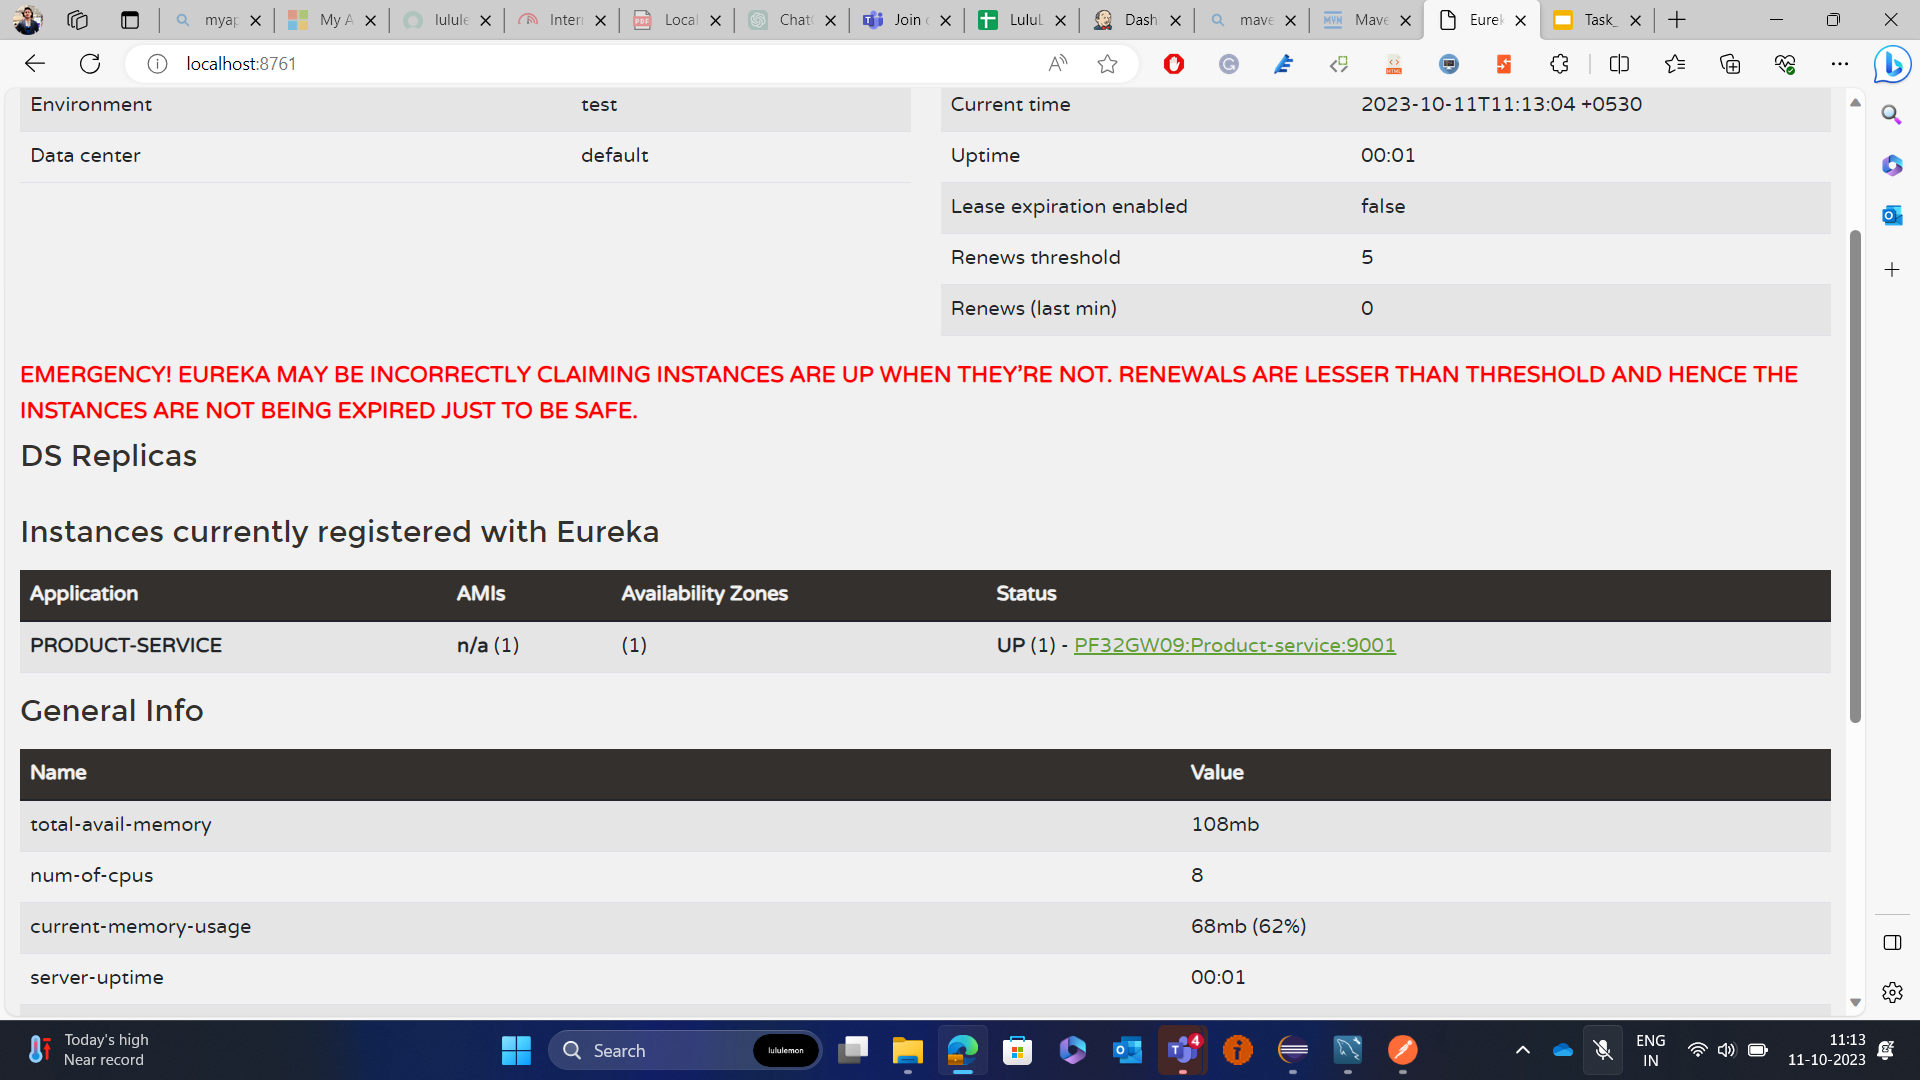 myap
My A
lulule
Inter
Local
Chat
Join
LuluL
Dash
mave
Mave
Eurek
Task_
localhost:8761
Environment test
Data center default
Current time 2023-10-11T11:13:04 +0530
Uptime 00:01
Lease expiration enabled false
Renews threshold 5
Renews (last min) 0
EMERGENCY! EUREKA MAY BE INCORRECTLY CLAIMING INSTANCES ARE UP WHEN THEY'RE NOT. RENEWALS ARE LESSER THAN THRESHOLD AND HENCE THE
INSTANCES ARE NOT BEING EXPIRED JUST TO BE SAFE.
DS Replicas
Instances currently registered with Eureka
Application AMIs Availability Zones Status
PRODUCT-SERVICE n/a (1) (1) UP (1) - PF32GW09:Product-service:9001
General Info
Name Value
total-avail-memory 108mb
num-of-cpus 8
current-memory-usage 68mb (62%)
server-uptime 00:01
Today's high
Near record
Search
lululemon
4
ENG
IN
11:13
11-10-2023